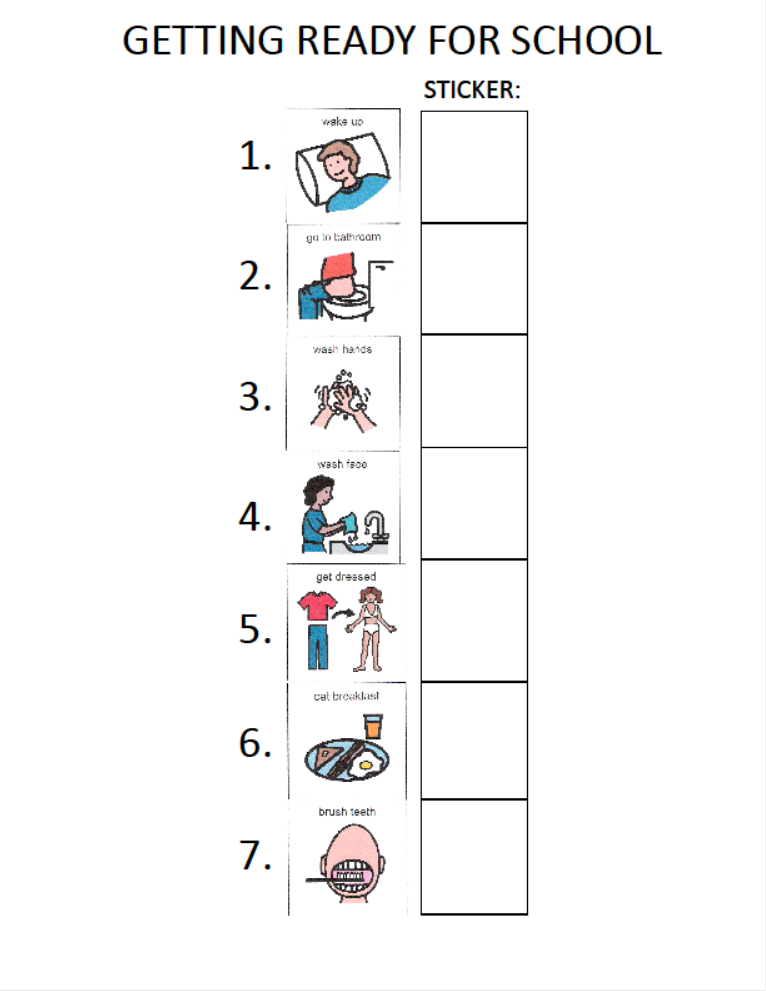 GETTING READY FOR SCHOOL
STICKER:
1. wake up
2. go to bathroom
3. wash hands
4. wash face
5. get dressed
6. eat breakfast
7. brush teeth